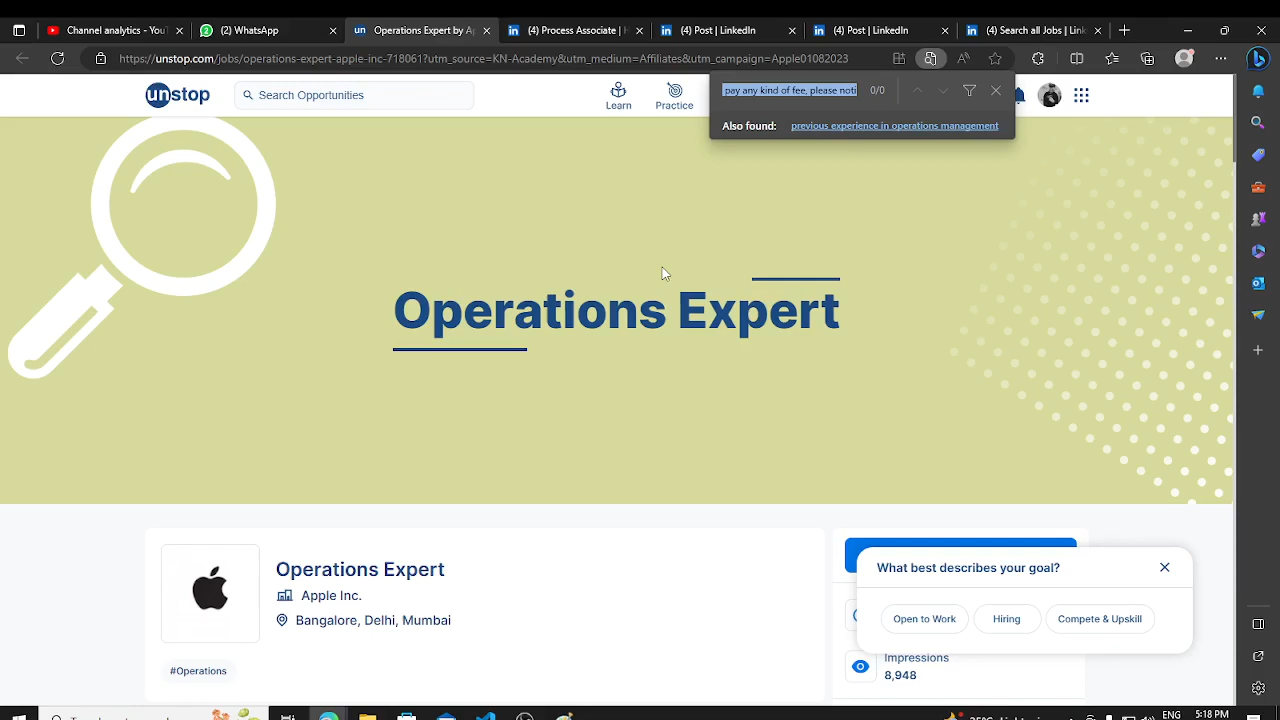 Channel analytics - You
(2) WhatsApp
un Operations Expert by Ap
(4) Process Associate | H
(4) Post | LinkedIn
(4) Post | LinkedIn
(4) Search all Jobs | Link
https://unstop.com/jobs/operations-expert-apple-inc-718061?utm_source=KN-Academy&utm_medium=Affiliates&utm_campaign=Apple01082023
unstop
Search Opportunities
Learn
Practice
pay any kind of fee, please noti
0/0
Also found: previous experience in operations management
Operations Expert
Operations Expert
Apple Inc.
Bangalore, Delhi, Mumbai
#Operations
What best describes your goal?
Open to Work
Hiring
Compete & Upskill
Impressions
8,948
ENG
5:18 PM